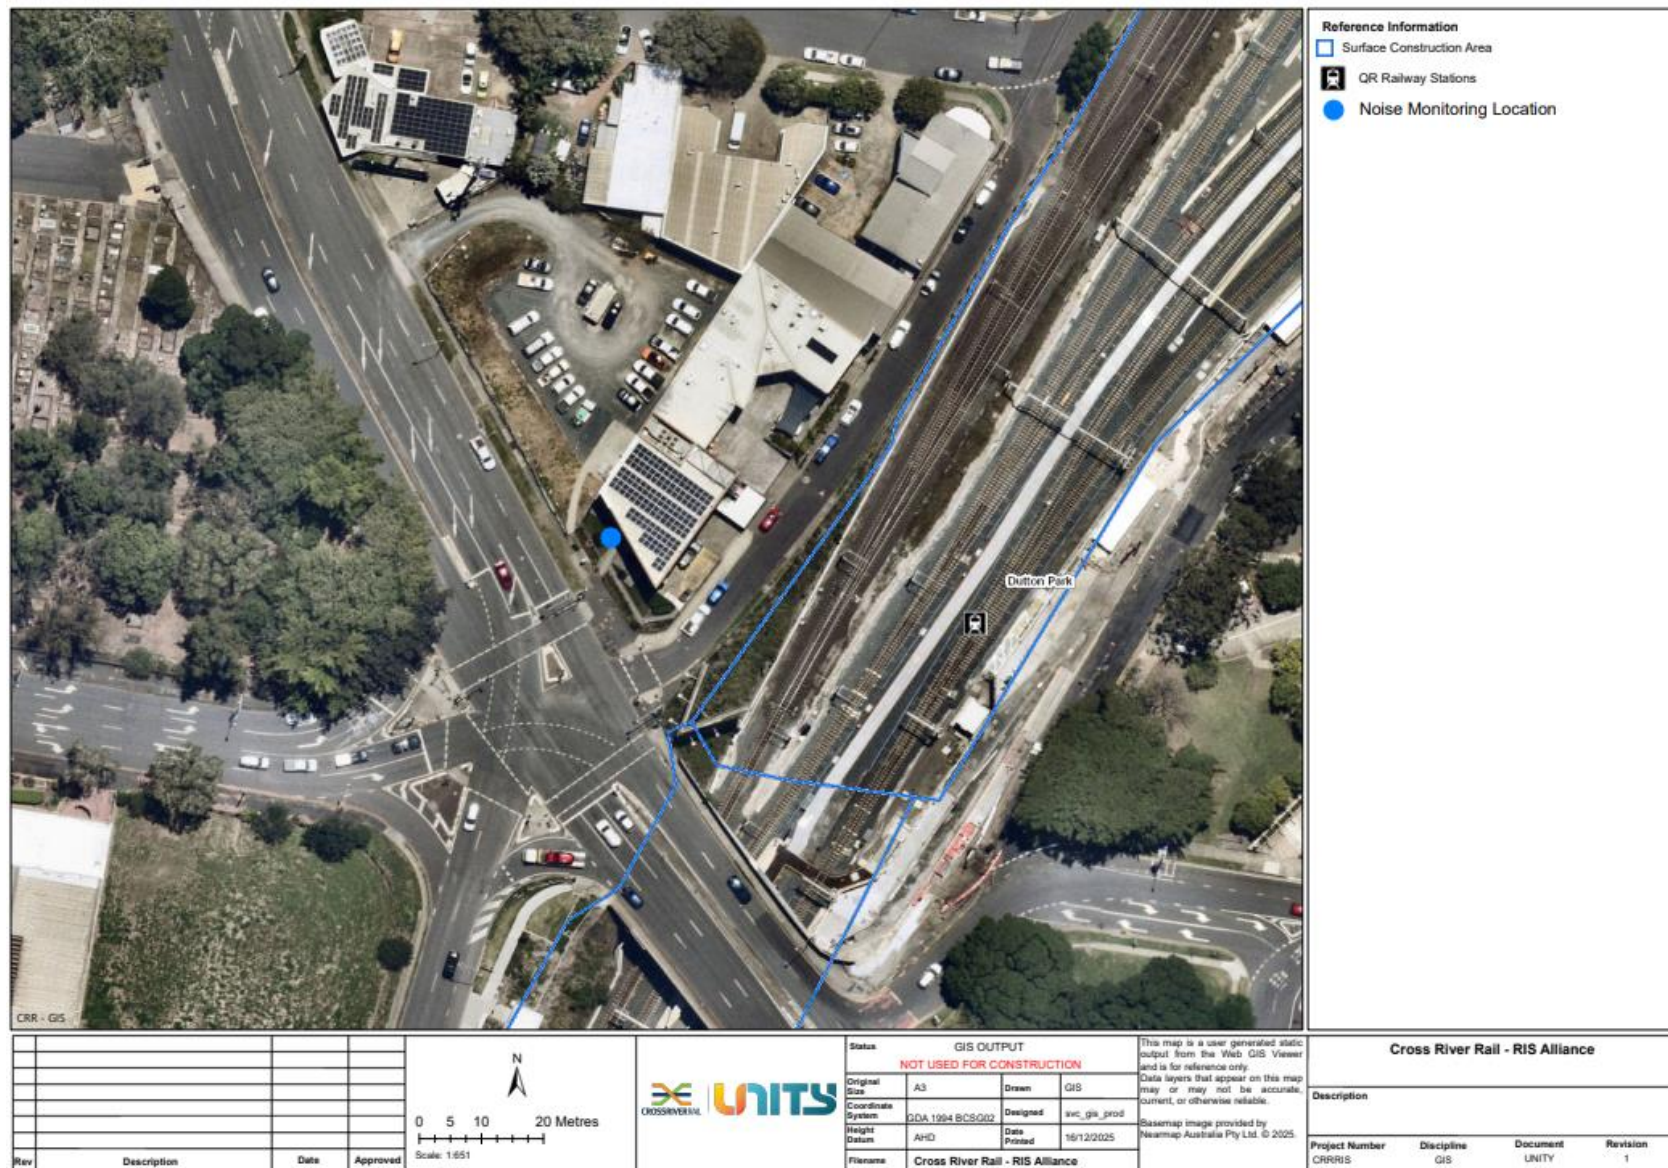 Reference Information
Surface Construction Area
QR Railway Stations
Noise Monitoring Location
Dutton Park
CRR - GIS
Rev
Description
Date
Approved
N
0 5 10 20 Metres
Scale: 1:651
CROSSRIVERRAIL
UNITY
Status
GIS OUTPUT
NOT USED FOR CONSTRUCTION
Original Size
A3
Drawn
GIS
Coordinate System
GDA 1994 BCSG02
Designed
svc_gis_prod
Height Datum
AHD
Date Printed
16/12/2025
Filename
Cross River Rail - RIS Alliance
This map is a user generated static
output from the Web GIS Viewer
and is for reference only.
Data layers that appear on this map
may or may not be accurate,
current, or otherwise reliable.
Basemap image provided by
Nearmap Australia Pty Ltd. © 2025.
Cross River Rail - RIS Alliance
Description
Project Number
Discipline
Document
Revision
CRRRIS
GIS
UNITY
1